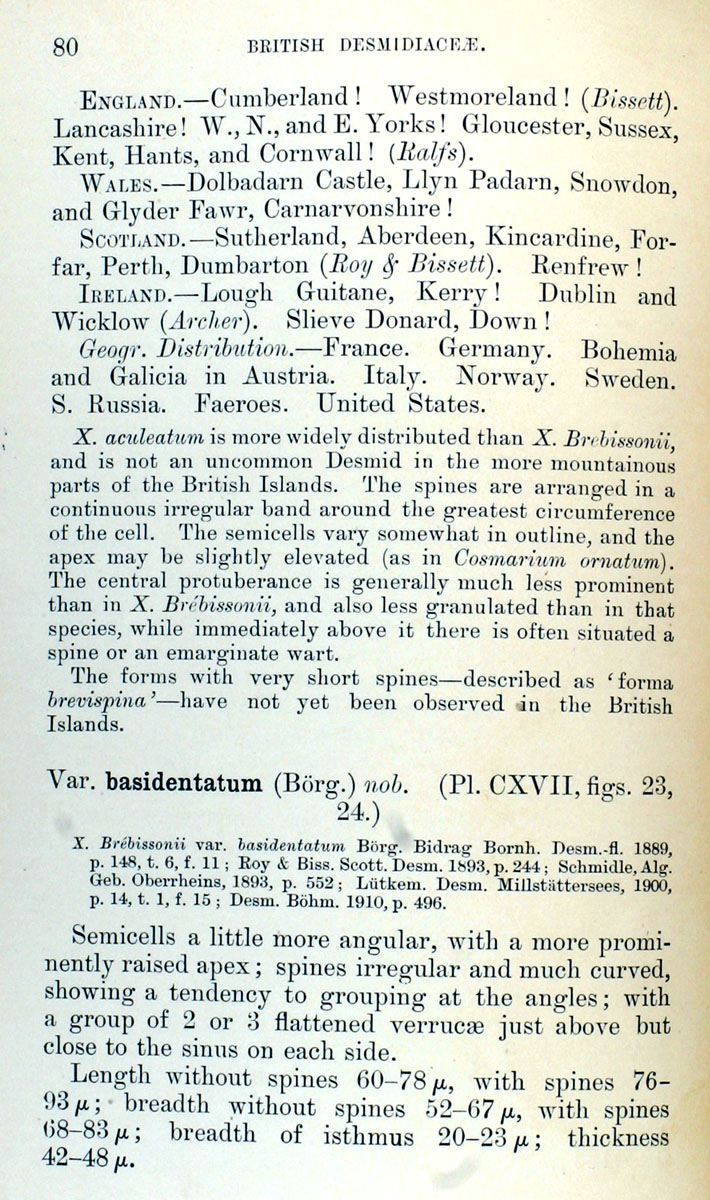 80 BRITISH DESMIDIACEÆ.
ENGLAND.—Cumberland! Westmoreland! (Bissett).
Lancashire! W., N., and E. Yorks! Gloucester, Sussex,
Kent, Hants, and Cornwall! (Ralfs).
WALES.—Dolbadarn Castle, Llyn Padarn, Snowdon,
and Glyder Fawr, Carnarvonshire!
SCOTLAND.—Sutherland, Aberdeen, Kincardine, For-
far, Perth, Dumbarton (Roy & Bissett). Renfrew!
IRELAND.—Lough Guitane, Kerry! Dublin and
Wicklow (Archer). Slieve Donard, Down!
Geogr. Distribution.—France. Germany. Bohemia
and Galicia in Austria. Italy. Norway. Sweden.
S. Russia. Faeroes. United States.
X. aculeatum is more widely distributed than X. Brebissonii,
and is not an uncommon Desmid in the more mountainous
parts of the British Islands. The spines are arranged in a
continuous irregular band around the greatest circumference
of the cell. The semicells vary somewhat in outline, and the
apex may be slightly elevated (as in Cosmarium ornatum).
The central protuberance is generally much less prominent
than in X. Brébissonii, and also less granulated than in that
species, while immediately above it there is often situated a
spine or an emarginate wart.
The forms with very short spines—described as ‘forma
brevispina’—have not yet been observed in the British
Islands.
Var. basidentatum (Börg.) nob. (Pl. CXVII, figs. 23,
24.)
X. Brébissonii var. basidentatum Börg. Bidrag Bornh. Desm.-fl. 1889,
p. 148, t. 6, f. 11; Roy & Biss. Scott. Desm. 1893, p. 244; Schmidle, Alg.
Geb. Oberrheins, 1893, p. 552; Lütkem. Desm. Millstättersees, 1900,
p. 14, t. 1, f. 15; Desm. Böhm. 1910, p. 496.
Semicells a little more angular, with a more promi-
nently raised apex; spines irregular and much curved,
showing a tendency to grouping at the angles; with
a group of 2 or 3 flattened verrucæ just above but
close to the sinus on each side.
Length without spines 60–78 μ, with spines 76–
93 μ; breadth without spines 52–67 μ, with spines
68–83 μ; breadth of isthmus 20–23 μ; thickness
42–48 μ.